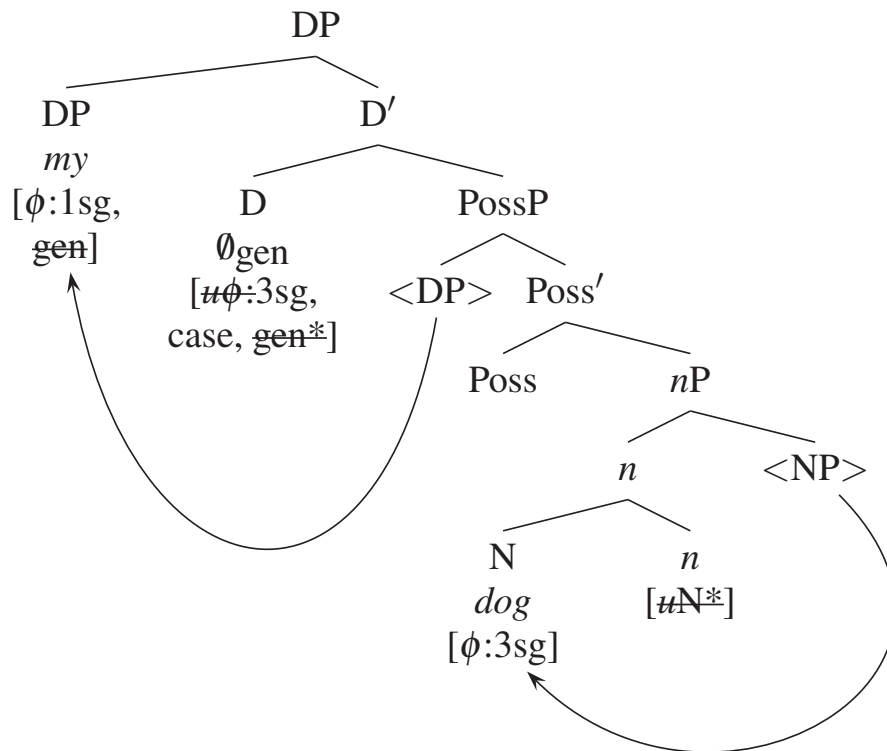 DP
DP D′
my
[ϕ:1sg, D PossP
gen] ∅gen
[uϕ:3sg, <DP> Poss′
case, gen*]
Poss nP
n <NP>
N n
dog [uN*]
[ϕ:3sg]